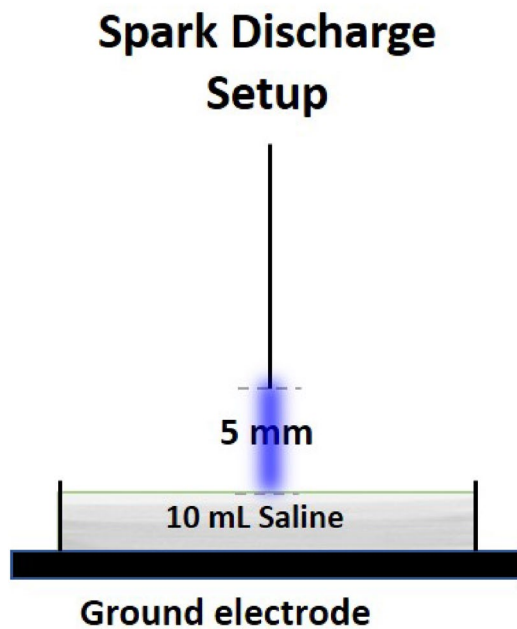 Spark Discharge
Setup
5 mm
10 mL Saline
Ground electrode